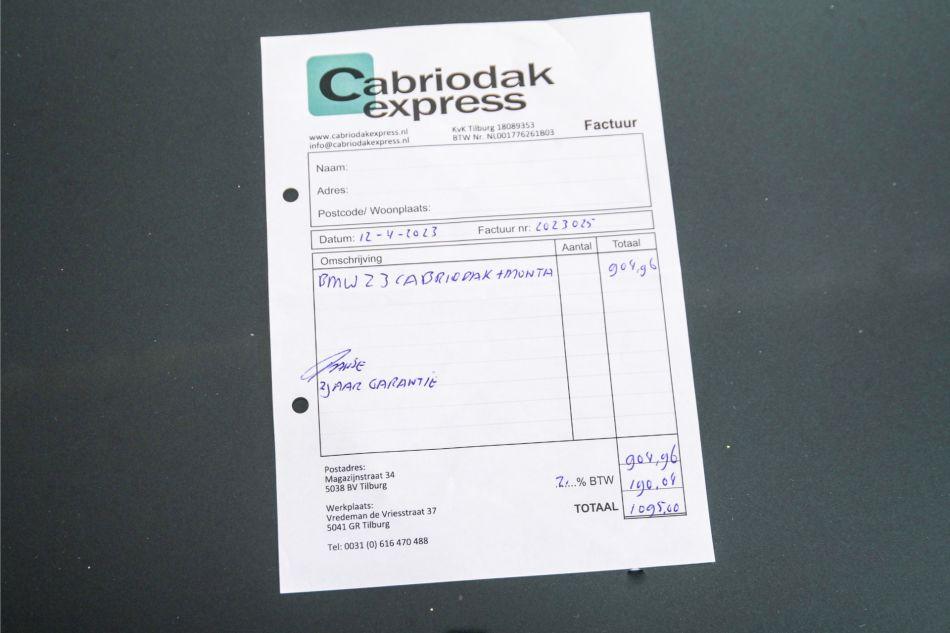 Cabriodak
express
www.cabriodakexpress.nl
info@cabriodakexpress.nl
KvK Tilburg 18089353
BTW Nr. NL001776261B03
Factuur
Naam:
Adres:
Postcode/ Woonplaats:
Datum: 12-4-2023 Factuur nr: 2023025
Omschrijving Aantal Totaal
BMW Z3 CABRIODAK + MONTA 904,96
JAAR GARANTIE
904,96
21..% BTW 190,04
TOTAAL 1095,00
Postadres:
Magazijnstraat 34
5038 BV Tilburg
Werkplaats:
Vredeman de Vriesstraat 37
5041 GR Tilburg
Tel: 0031 (0) 616 470 488